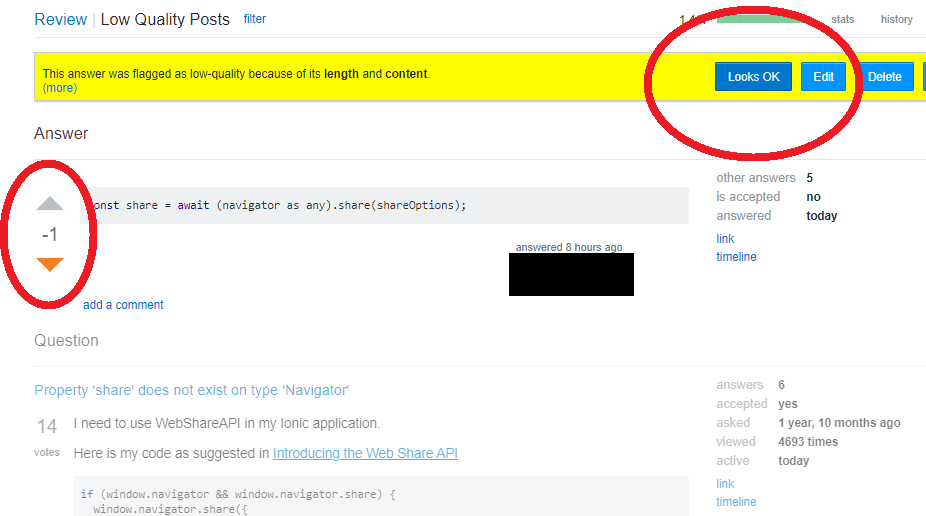 Review | Low Quality Posts filter
stats history
This answer was flagged as low-quality because of its length and content.
(more)
Looks OK Edit Delete
Answer
-1
const share = await (navigator as any).share(shareOptions);
answered 8 hours ago
add a comment
other answers 5
is accepted no
answered today
link
timeline
Question
Property 'share' does not exist on type 'Navigator'
14
votes
I need to use WebShareAPI in my Ionic application.
Here is my code as suggested in Introducing the Web Share API
if (window.navigator && window.navigator.share) {
window.navigator.share({
answers 6
accepted yes
asked 1 year, 10 months ago
viewed 4693 times
active today
link
timeline